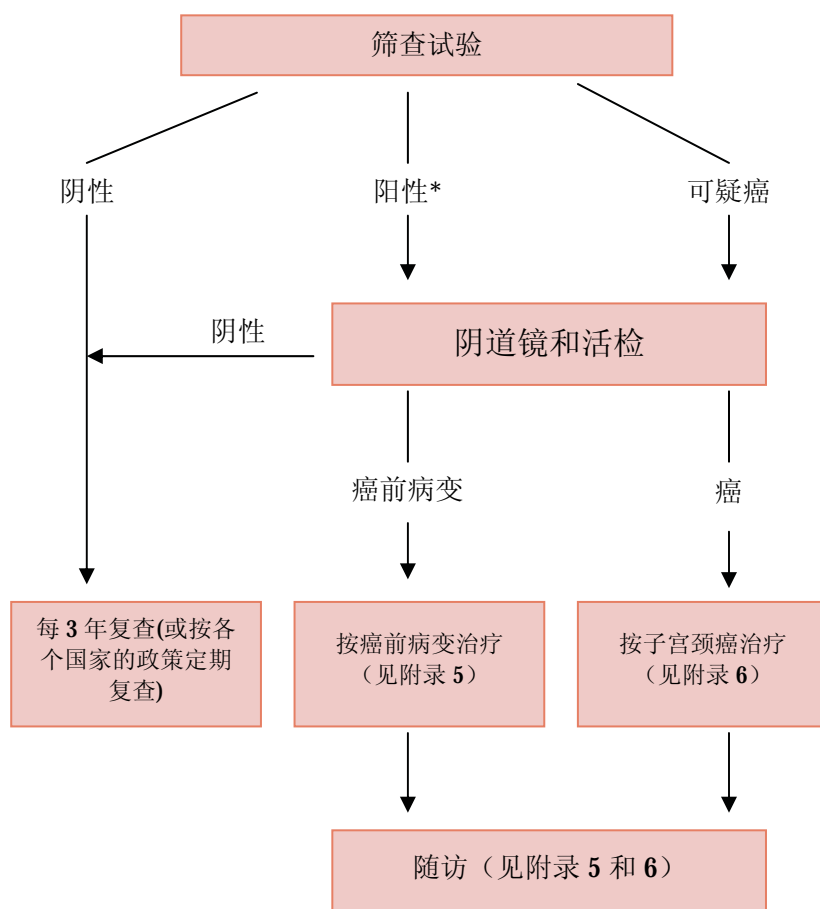 筛查试验
阴性
阳性*
可疑癌
阴性
阴道镜和活检
癌前病变
癌
每 3 年复查(或按各
个国家的政策定期
复查)
按癌前病变治疗
（见附录 5）
按子宫颈癌治疗
（见附录 6）
随访（见附录 5 和 6）